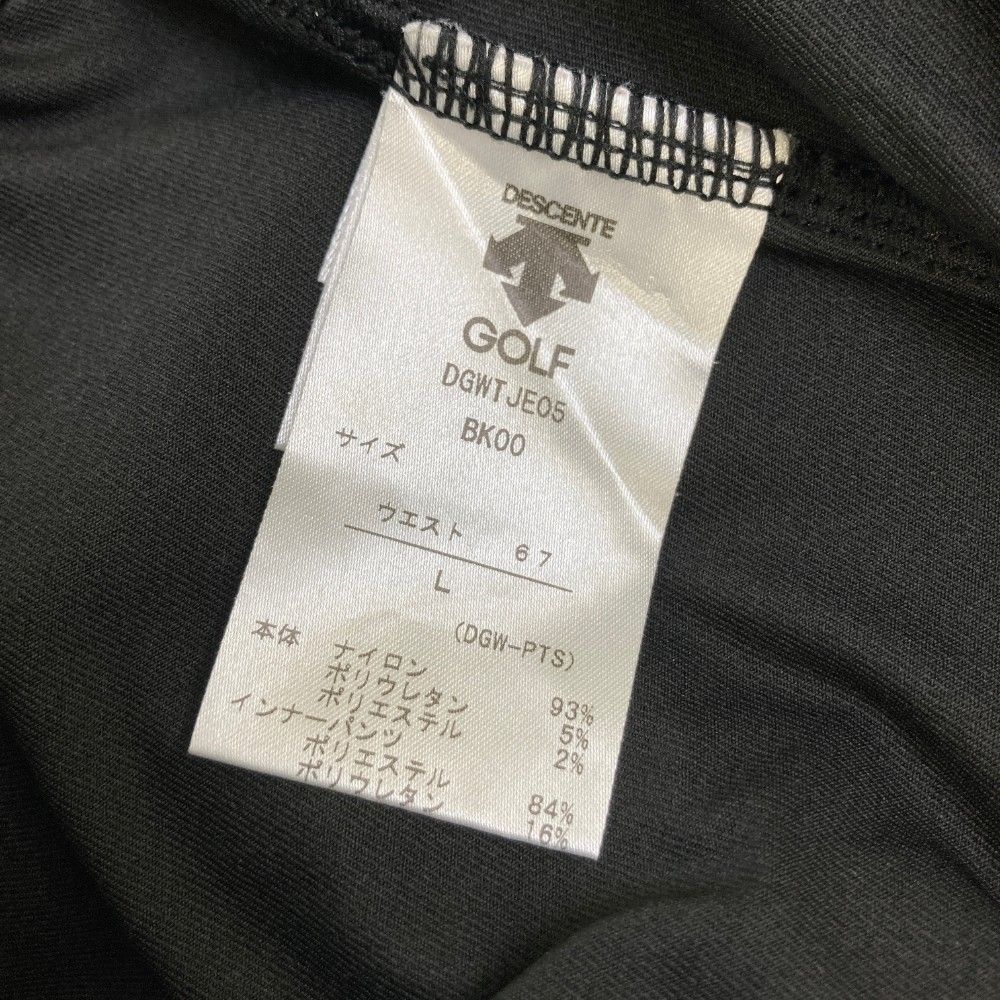 DESCENTE
GOLF
DGWTJE05
BK00
サイズ
ウエスト 67
L
(DGW-PTS)
本体 ナイロン 93%
ポリウレタン 5%
ポリエステル 2%
インナーパンツ
ポリエステル 84%
ポリウレタン 16%